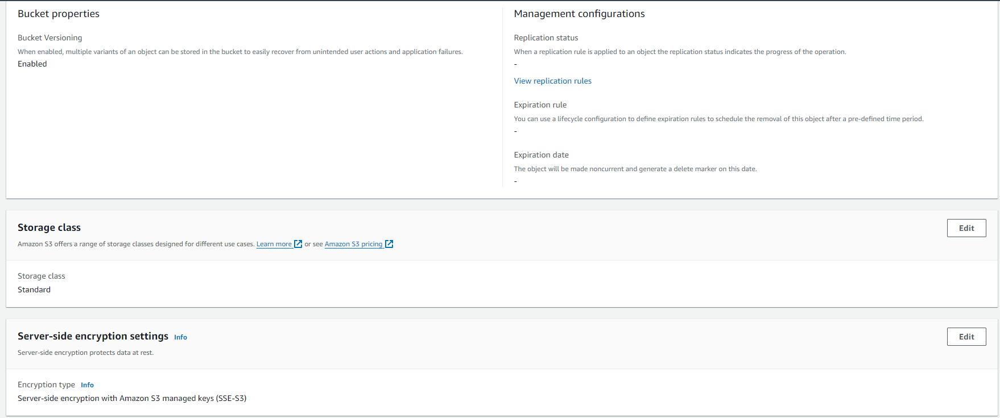 Bucket properties
Bucket Versioning
When enabled, multiple variants of an object can be stored in the bucket to easily recover from unintended user actions and application failures.
Enabled
Management configurations
Replication status
When a replication rule is applied to an object the replication status indicates the progress of the operation.
-
View replication rules
Expiration rule
You can use a lifecycle configuration to define expiration rules to schedule the removal of this object after a pre-defined time period.
-
Expiration date
The object will be made noncurrent and generate a delete marker on this date.
-
Storage class
Edit
Amazon S3 offers a range of storage classes designed for different use cases. Learn more or see Amazon S3 pricing
Storage class
Standard
Server-side encryption settings Info
Edit
Server-side encryption protects data at rest.
Encryption type Info
Server-side encryption with Amazon S3 managed keys (SSE-S3)